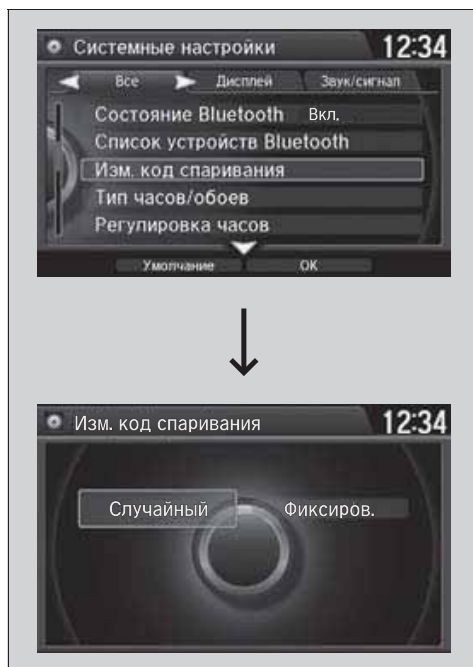 Системные настройки 12:34
Все Дисплей Звук/сигнал
Состояние Bluetooth Вкл.
Список устройств Bluetooth
Изм. код спаривания
Тип часов/обоев
Регулировка часов
Умолчание ОК
Изм. код спаривания 12:34
Случайный Фиксиров.